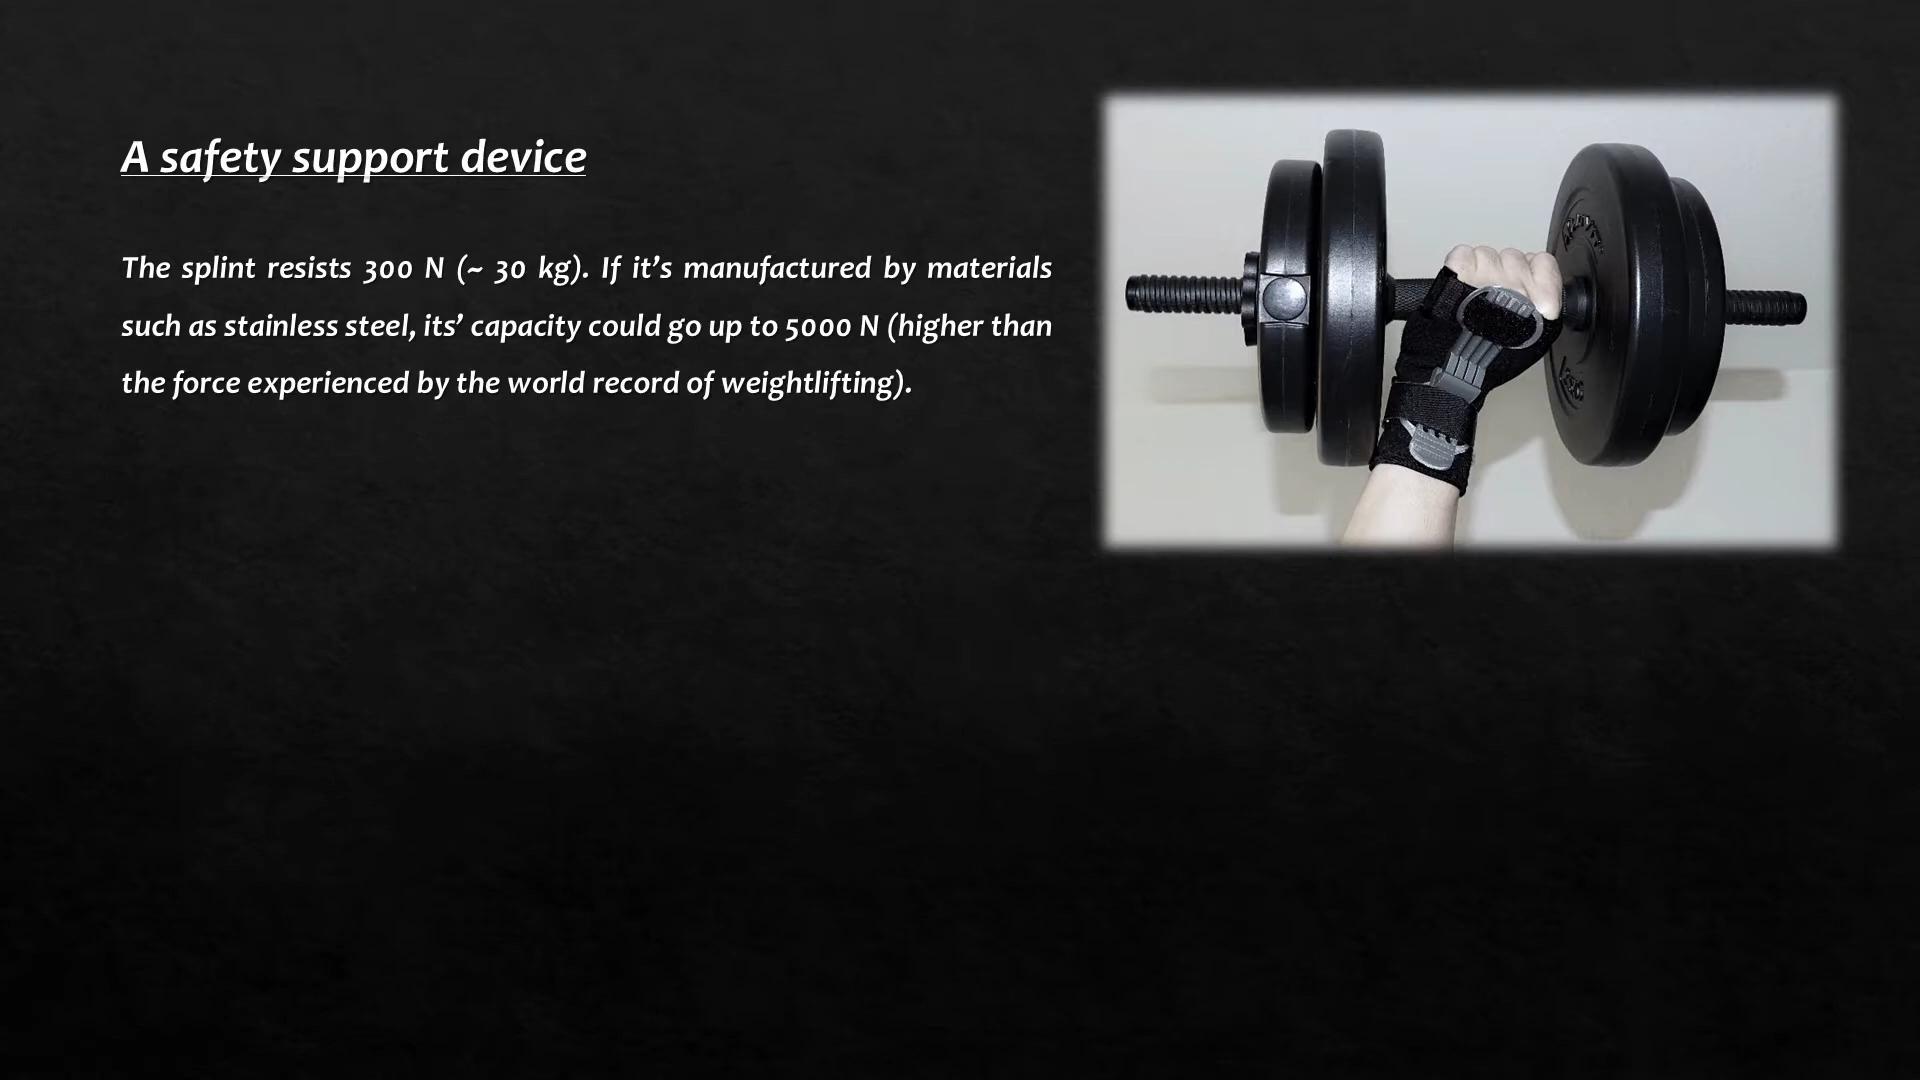 A safety support device
The splint resists 300 N (~ 30 kg). If it’s manufactured by materials
such as stainless steel, its’ capacity could go up to 5000 N (higher than
the force experienced by the world record of weightlifting).